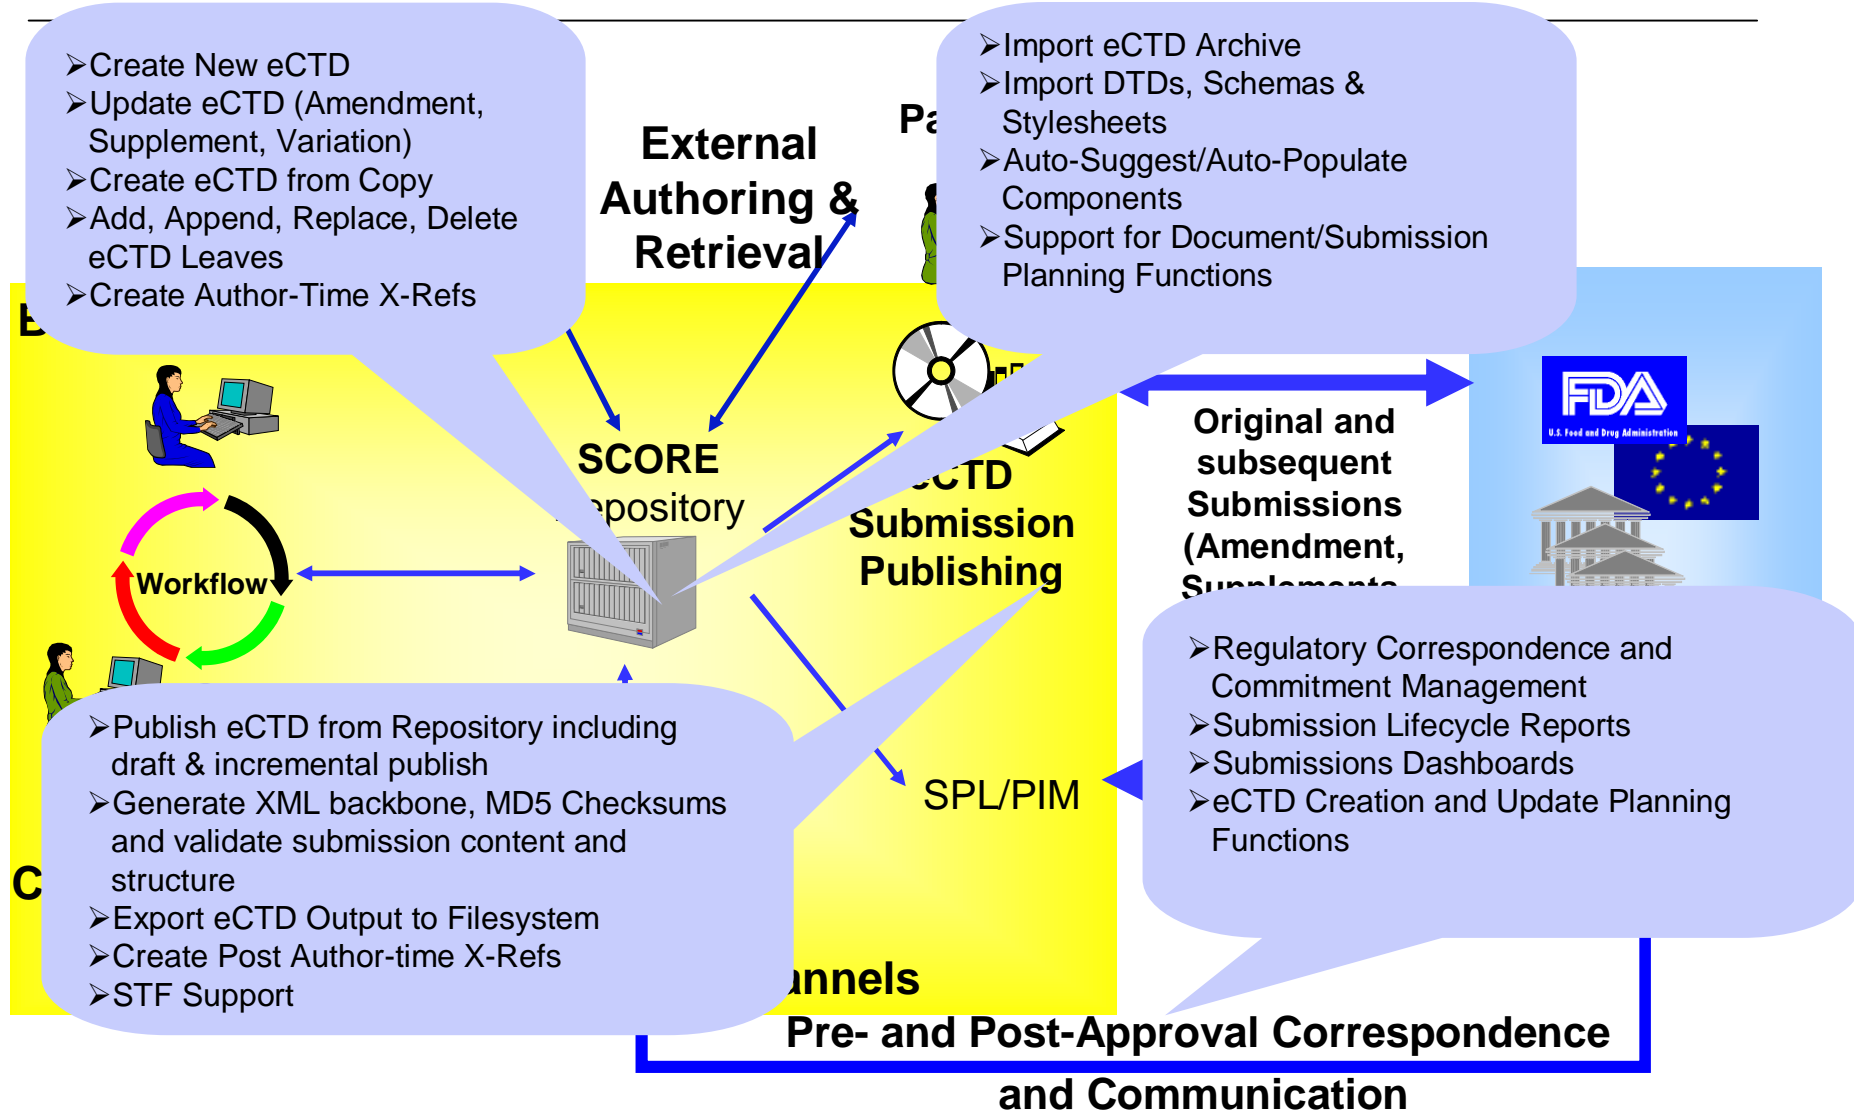 ➢Create New eCTD
➢Update eCTD (Amendment,
Supplement, Variation)
➢Create eCTD from Copy
➢Add, Append, Replace, Delete
eCTD Leaves
➢Create Author-Time X-Refs
External
Authoring &
Retrieval
➢Import eCTD Archive
➢Import DTDs, Schemas &
Stylesheets
➢Auto-Suggest/Auto-Populate
Components
➢Support for Document/Submission
Planning Functions
SCORE
Workflow
eCTD
Submission
Publishing
Original and
subsequent
Submissions
(Amendment,
FDA
U.S. Food and Drug Administration
➢Publish eCTD from Repository including
draft & incremental publish
➢Generate XML backbone, MD5 Checksums
and validate submission content and
structure
➢Export eCTD Output to Filesystem
➢Create Post Author-time X-Refs
➢STF Support
SPL/PIM
➢Regulatory Correspondence and
Commitment Management
➢Submission Lifecycle Reports
➢Submissions Dashboards
➢eCTD Creation and Update Planning
Functions
Pre- and Post-Approval Correspondence
and Communication